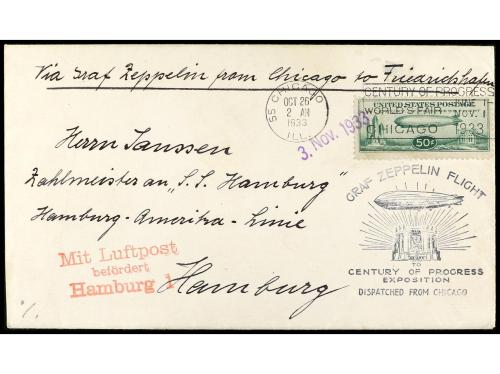 Via Graf Zeppelin from Chicago to Friedrichshafen
55 CHICAGO
OCT 26
2 AM
1933
ILL.
CENTURY OF PROGRESS
WORLD'S FAIR NOV. 1
CHICAGO 1933
UNITED STATES POSTAGE
50¢
3. Nov. 1933
Herrn Janssen
Zahlmeister an „S.S. Hamburg"
Hamburg-Amerika-Linie
Hamburg
Mit Luftpost
befördert
Hamburg 1
GRAF ZEPPELIN FLIGHT
TO
CENTURY OF PROGRESS
EXPOSITION
DISPATCHED FROM CHICAGO